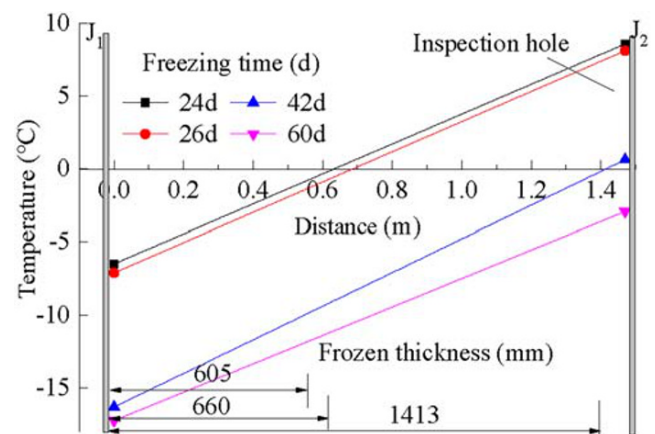 10
J1
J2
Inspection hole
Freezing time (d)
24d 42d
26d 60d
5
0
0.0 0.2 0.4 0.6 0.8 1.0 1.2 1.4
Distance (m)
Temperature (°C)
-5
-10
Frozen thickness (mm)
-15
605
660
1413